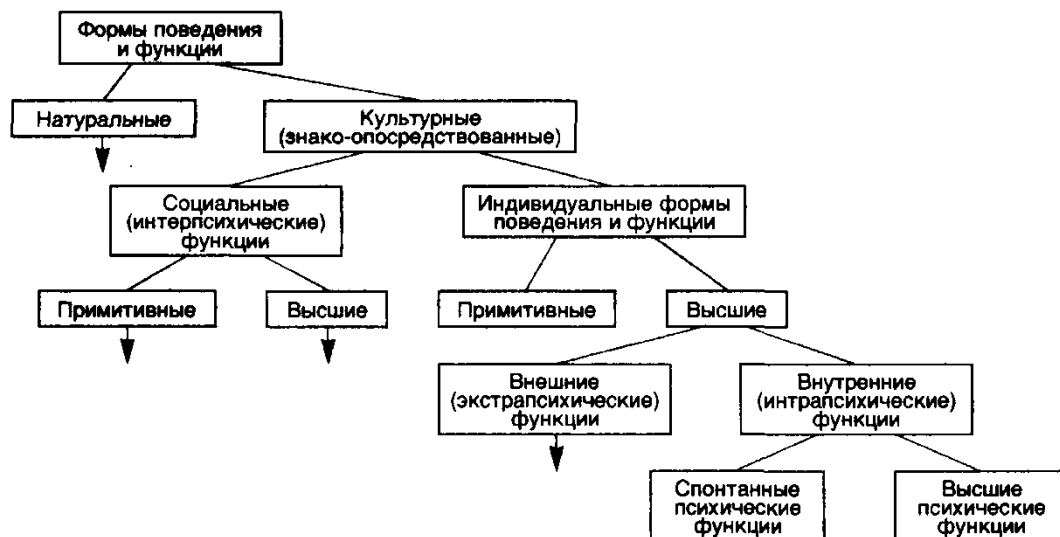 Формы поведения
и функции
Натуральные
Культурные
(знако-опосредствованные)
Социальные
(интерпсихические)
функции
Индивидуальные формы
поведения и функции
Примитивные
Высшие
Примитивные
Высшие
Внешние
(экстрапсихические)
функции
Внутренние
(интрапсихические)
функции
Спонтанные
психические
функции
Высшие
психические
функции